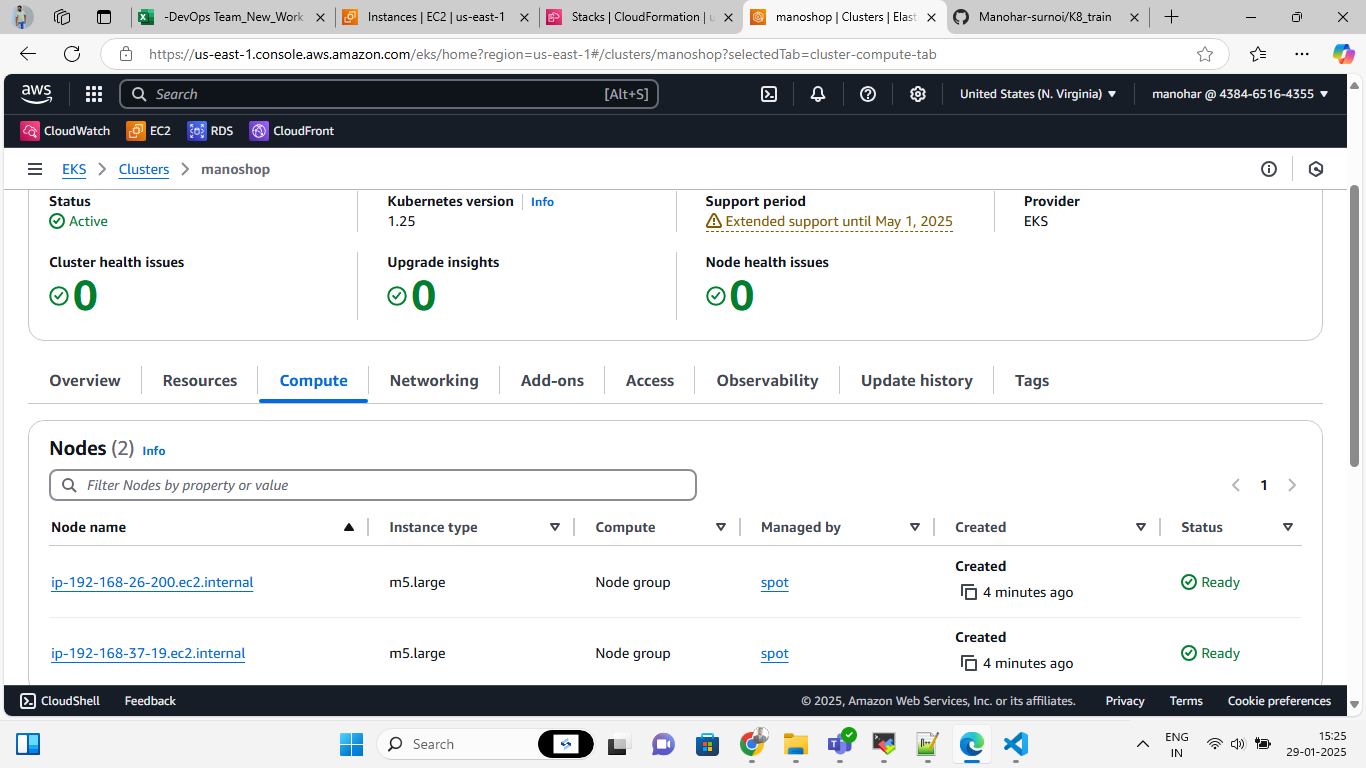 -DevOps Team_New_Work
Instances | EC2 | us-east-1
Stacks | CloudFormation | u
manoshop | Clusters | Elast
Manohar-surnoi/K8_train
https://us-east-1.console.aws.amazon.com/eks/home?region=us-east-1#/clusters/manoshop?selectedTab=cluster-compute-tab
aws
Search [Alt+S]
United States (N. Virginia)
manohar @ 4384-6516-4355
CloudWatch EC2 RDS CloudFront
EKS > Clusters > manoshop
Status Kubernetes version Info Support period Provider
Active 1.25 Extended support until May 1, 2025 EKS
Cluster health issues Upgrade insights Node health issues
0 0 0
Overview Resources Compute Networking Add-ons Access Observability Update history Tags
Nodes (2) Info
Filter Nodes by property or value
1
Node name Instance type Compute Managed by Created Status
ip-192-168-26-200.ec2.internal m5.large Node group spot Created 4 minutes ago Ready
ip-192-168-37-19.ec2.internal m5.large Node group spot Created 4 minutes ago Ready
CloudShell Feedback © 2025, Amazon Web Services, Inc. or its affiliates. Privacy Terms Cookie preferences
Search
ENG
IN
15:25
29-01-2025